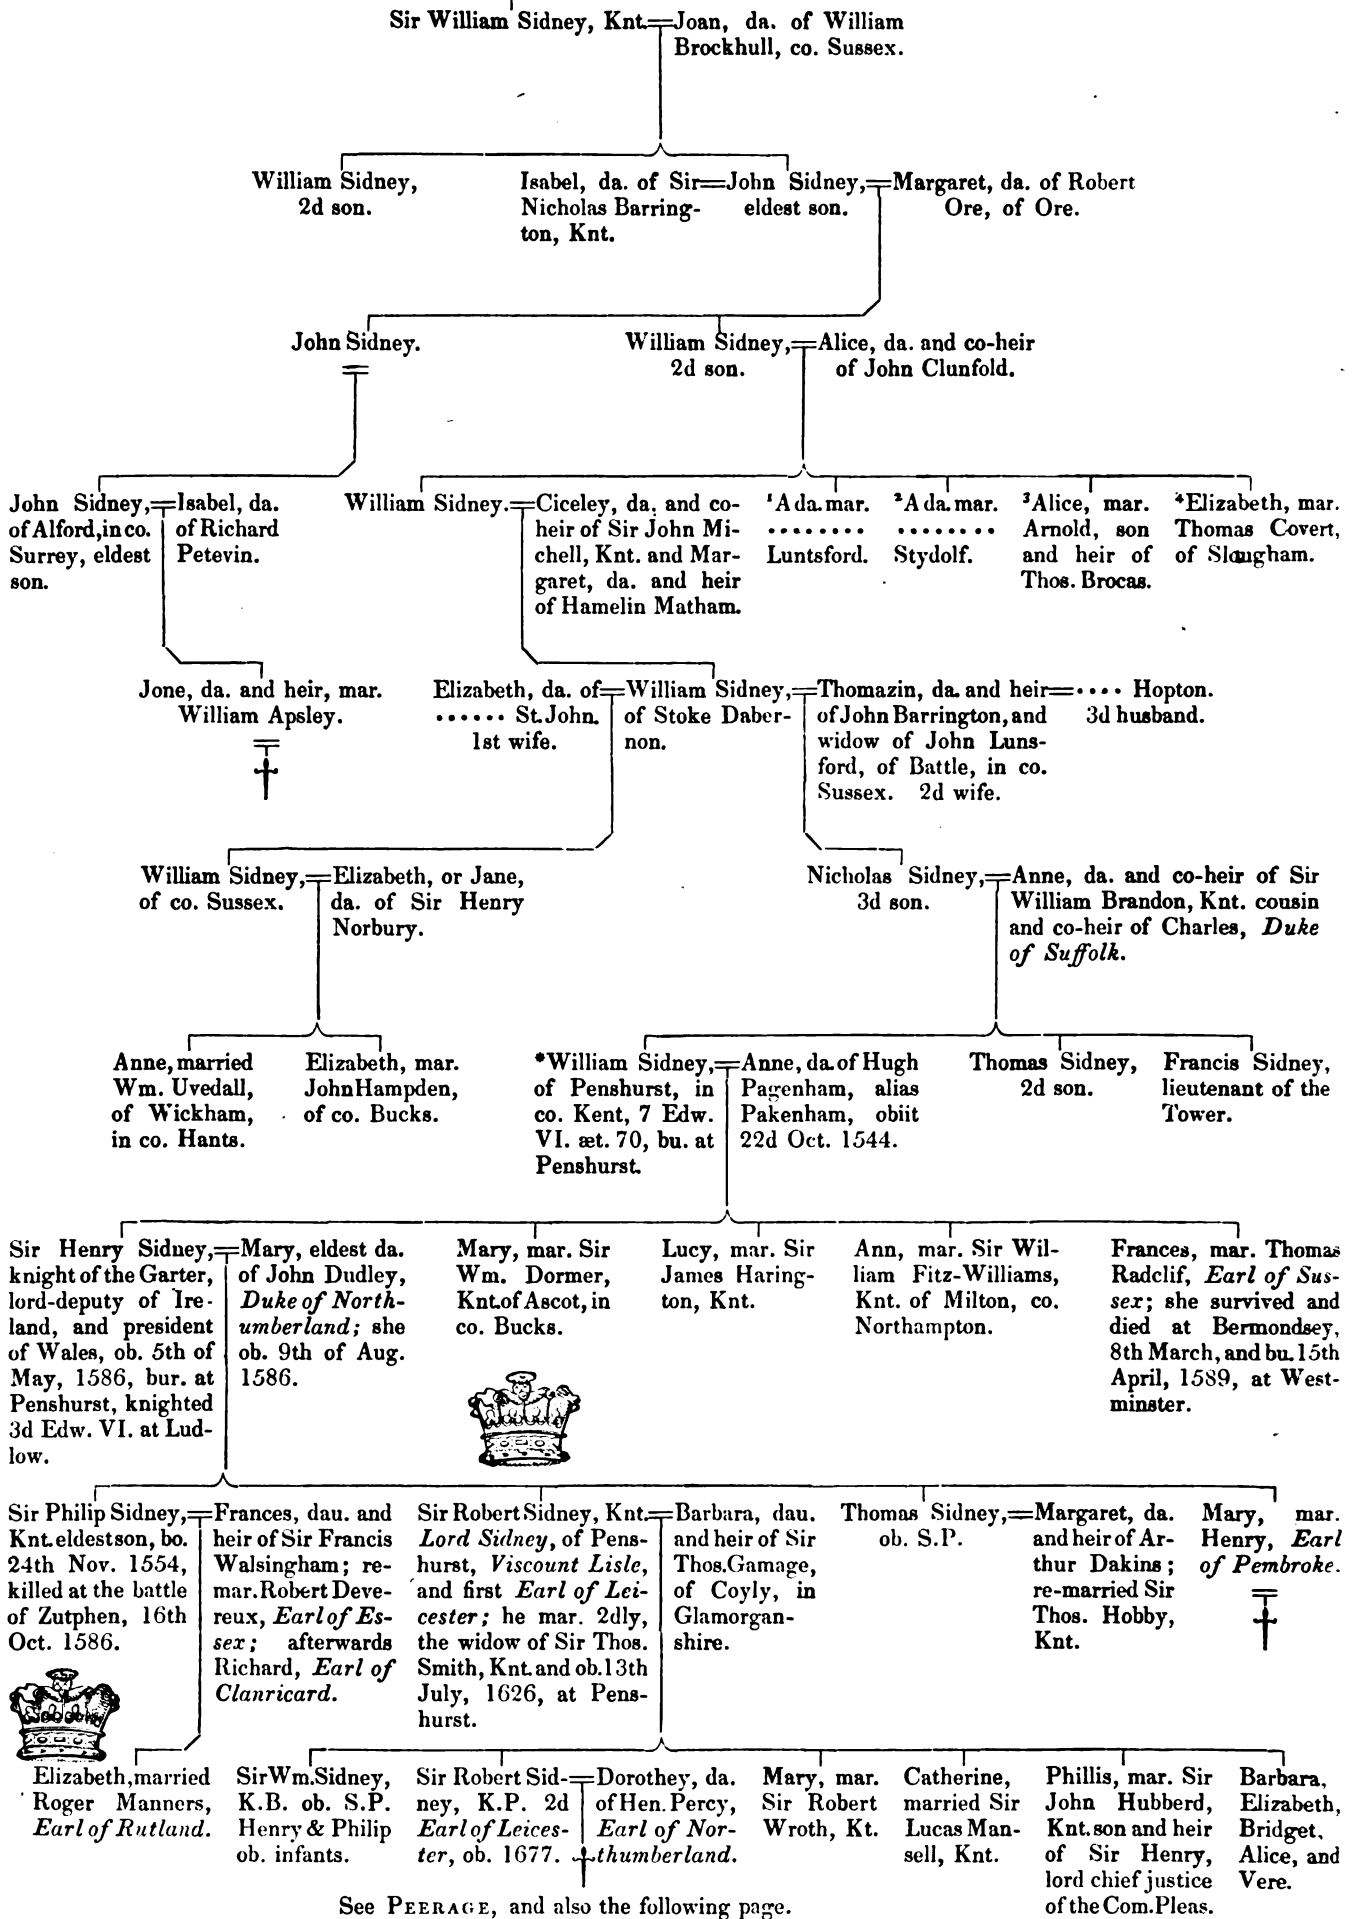 Sir William Sidney, Knt.=Joan, da. of William
Brockhull, co. Sussex.
William Sidney,
2d son.
Isabel, da. of Sir
Nicholas Barring-
ton, Knt.
John Sidney,
eldest son.
Margaret, da. of Robert
Ore, of Ore.
John Sidney.
William Sidney,
2d son.
Alice, da. and co-heir
of John Clunfold.
John Sidney,
of Alford, in co.
Surrey, eldest
son.
Isabel, da.
of Richard
Petevin.
William Sidney.
Ciceley, da. and co-
heir of Sir John Mi-
chell, Knt. and Mar-
garet, da. and heir
of Hamelin Matham.
¹A da. mar.
........
Luntsford.
²A da. mar.
........
Stydolf.
³Alice, mar.
Arnold, son
and heir of
Thos. Brocas.
⁴Elizabeth, mar.
Thomas Covert,
of Slaugham.
Jone, da. and heir, mar.
William Apsley.
Elizabeth, da. of
...... St. John.
1st wife.
William Sidney,
of Stoke Daber-
non.
Thomazin, da. and heir
of John Barrington, and
widow of John Luns-
ford, of Battle, in co.
Sussex. 2d wife.
.... Hopton.
3d husband.
William Sidney,
of co. Sussex.
Elizabeth, or Jane,
da. of Sir Henry
Norbury.
Nicholas Sidney,
3d son.
Anne, da. and co-heir of Sir
William Brandon, Knt. cousin
and co-heir of Charles, Duke
of Suffolk.
Anne, married
Wm. Uvedall,
of Wickham,
in co. Hants.
Elizabeth, mar.
John Hampden,
of co. Bucks.
*William Sidney,
of Penshurst, in
co. Kent, 7 Edw.
VI. æt. 70, bu. at
Penshurst.
Anne, da. of Hugh
Pagenham, alias
Pakenham, obiit
22d Oct. 1544.
Thomas Sidney,
2d son.
Francis Sidney,
lieutenant of the
Tower.
Sir Henry Sidney,
knight of the Garter,
lord-deputy of Ire-
land, and president
of Wales, ob. 5th of
May, 1586, bur. at
Penshurst, knighted
3d Edw. VI. at Lud-
low.
Mary, eldest da.
of John Dudley,
Duke of North-
umberland; she
ob. 9th of Aug.
1586.
Mary, mar. Sir
Wm. Dormer,
Knt. of Ascot, in
co. Bucks.
Lucy, mar. Sir
James Haring-
ton, Knt.
Ann, mar. Sir Wil-
liam Fitz-Williams,
Knt. of Milton, co.
Northampton.
Frances, mar. Thomas
Radclif, Earl of Sus-
sex; she survived and
died at Bermondsey,
8th March, and bu. 15th
April, 1589, at West-
minster.
Sir Philip Sidney,
Knt. eldest son, bo.
24th Nov. 1554,
killed at the battle
of Zutphen, 16th
Oct. 1586.
Frances, dau. and
heir of Sir Francis
Walsingham; re-
mar. Robert Deve-
reux, Earl of Es-
sex; afterwards
Richard, Earl of
Clanricard.
Sir Robert Sidney, Knt.
Lord Sidney, of Pens-
hurst, Viscount Lisle,
and first Earl of Lei-
cester; he mar. 2dly,
the widow of Sir Thos.
Smith, Knt. and ob. 13th
July, 1626, at Pens-
hurst.
Barbara, dau.
and heir of Sir
Thos. Gamage,
of Coyly, in
Glamorgan-
shire.
Thomas Sidney,
ob. S.P.
Margaret, da.
and heir of Ar-
thur Dakins;
re-married Sir
Thos. Hobby,
Knt.
Mary, mar.
Henry, Earl
of Pembroke.
Elizabeth, married
Roger Manners,
Earl of Rutland.
Sir Wm. Sidney,
K.B. ob. S.P.
Henry & Philip
ob. infants.
Sir Robert Sid-
ney, K.P. 2d
Earl of Leices-
ter, ob. 1677.
Dorothey, da.
of Hen. Percy,
Earl of Nor-
thumberland.
Mary, mar.
Sir Robert
Wroth, Kt.
Catherine,
married Sir
Lucas Man-
sell, Knt.
Phillis, mar. Sir
John Hubberd,
Knt. son and heir
of Sir Henry,
lord chief justice
of the Com. Pleas.
Barbara,
Elizabeth,
Bridget,
Alice, and
Vere.
See PEERAGE, and also the following page.